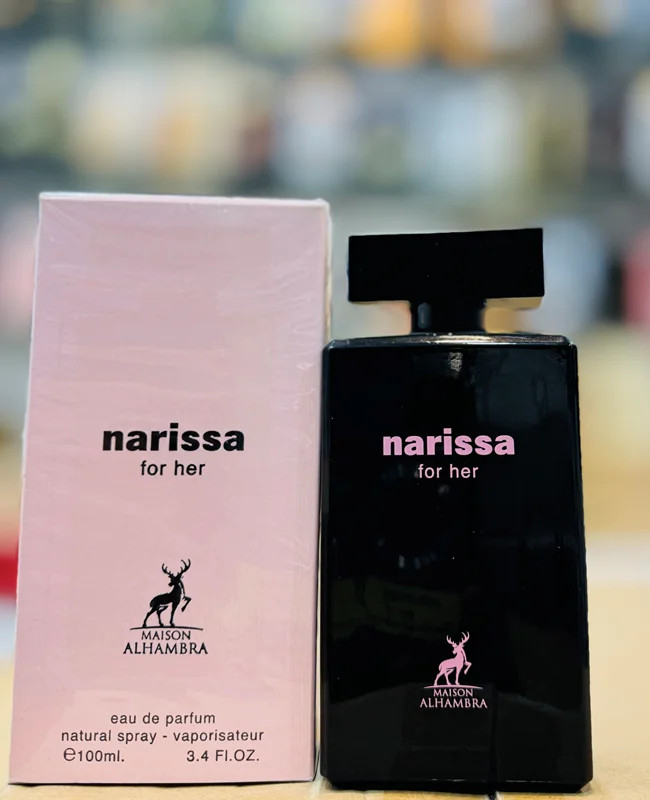 narissa
for her
MAISON
ALHAMBRA
eau de parfum
natural spray - vaporisateur
℮100ml. 3.4 Fl.OZ.
narissa
for her
MAISON
ALHAMBRA